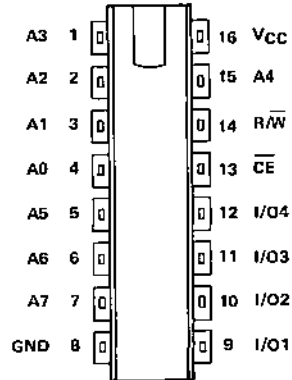 A3 1 16 VCC
A2 2 15 A4
A1 3 14 R/W̅
A0 4 13 C̅E̅
A5 5 12 I/O4
A6 6 11 I/O3
A7 7 10 I/O2
GND 8 9 I/O1